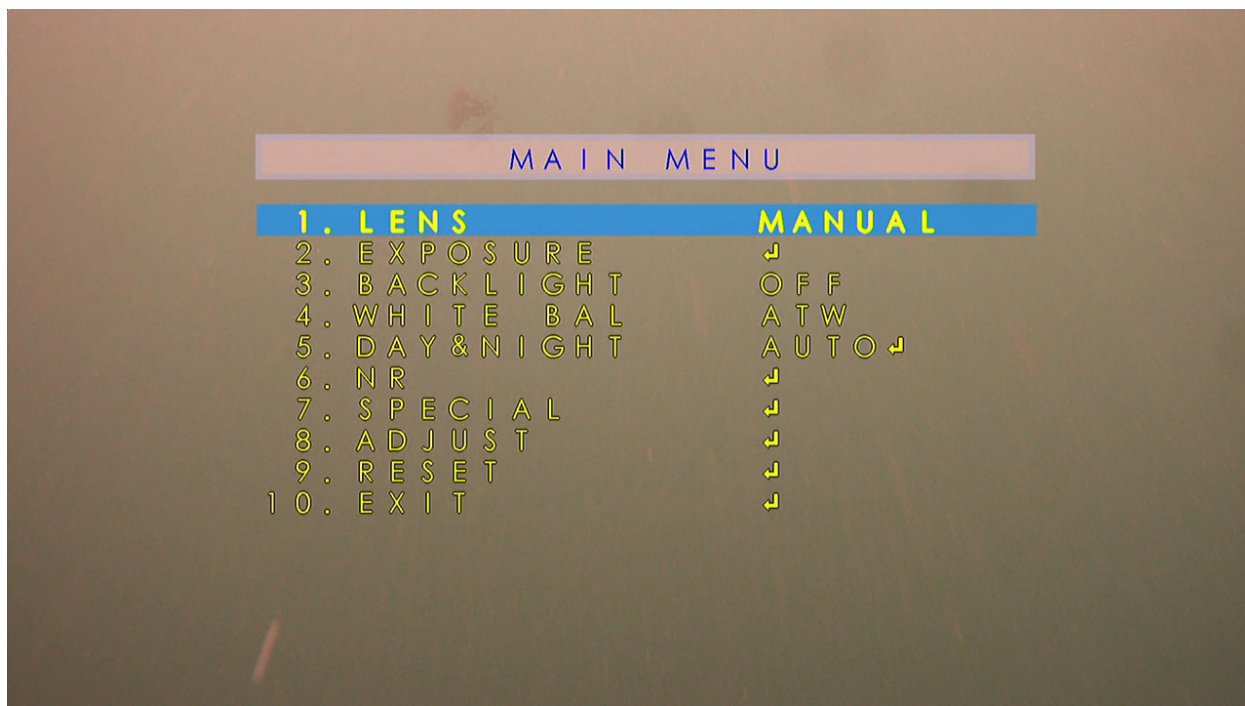 MAIN MENU
1. LENS MANUAL
2. EXPOSURE ↲
3. BACKLIGHT OFF
4. WHITE BAL ATW
5. DAY&NIGHT AUTO↲
6. NR ↲
7. SPECIAL ↲
8. ADJUST ↲
9. RESET ↲
10. EXIT ↲